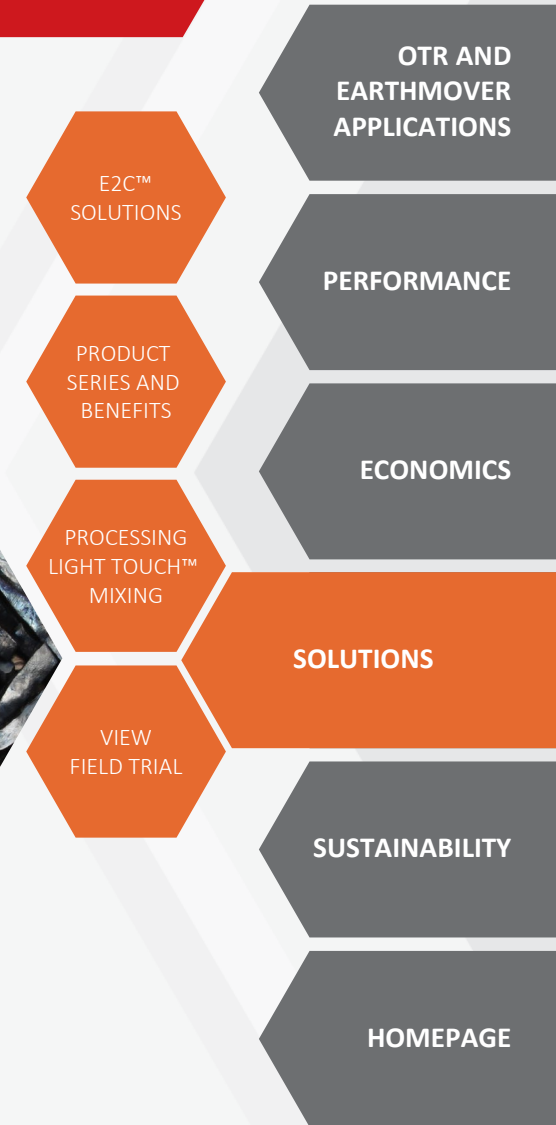 OTR AND
EARTHMOVER
APPLICATIONS
E2C™
SOLUTIONS
PERFORMANCE
PRODUCT
SERIES AND
BENEFITS
ECONOMICS
PROCESSING
LIGHT TOUCH™
MIXING
SOLUTIONS
VIEW
FIELD TRIAL
SUSTAINABILITY
HOMEPAGE